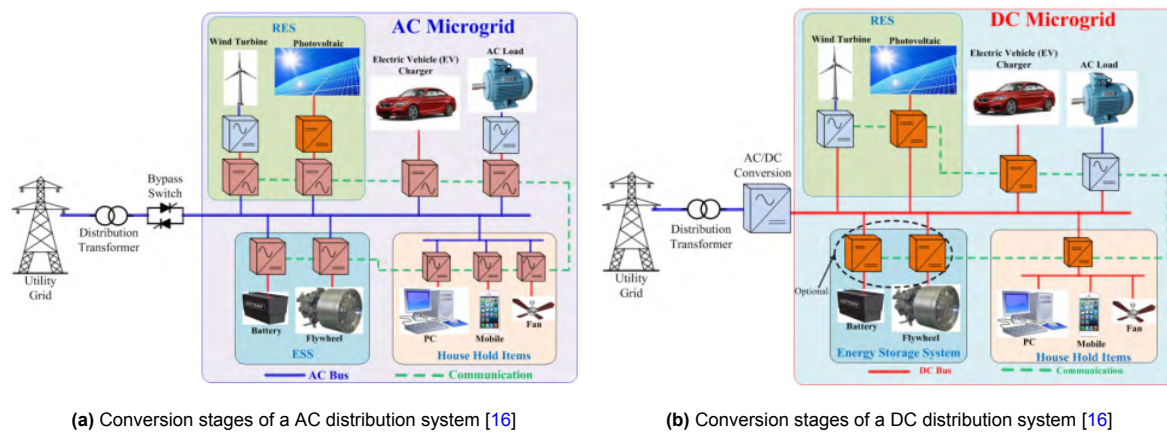 RES
AC Microgrid
Wind Turbine
Photovoltaic
Electric Vehicle (EV)
Charger
AC Load
Bypass
Switch
Distribution
Transformer
Utility
Grid
Battery
Flywheel
ESS
PC
Mobile
Fan
House Hold Items
AC Bus
Communication
(a) Conversion stages of a AC distribution system [16]
RES
DC Microgrid
Wind Turbine
Photovoltaic
Electric Vehicle (EV)
Charger
AC Load
AC/DC
Conversion
Distribution
Transformer
Utility
Grid
Optional
Battery
Flywheel
Energy Storage System
PC
Mobile
Fan
House Hold Items
DC Bus
Communication
(b) Conversion stages of a DC distribution system [16]